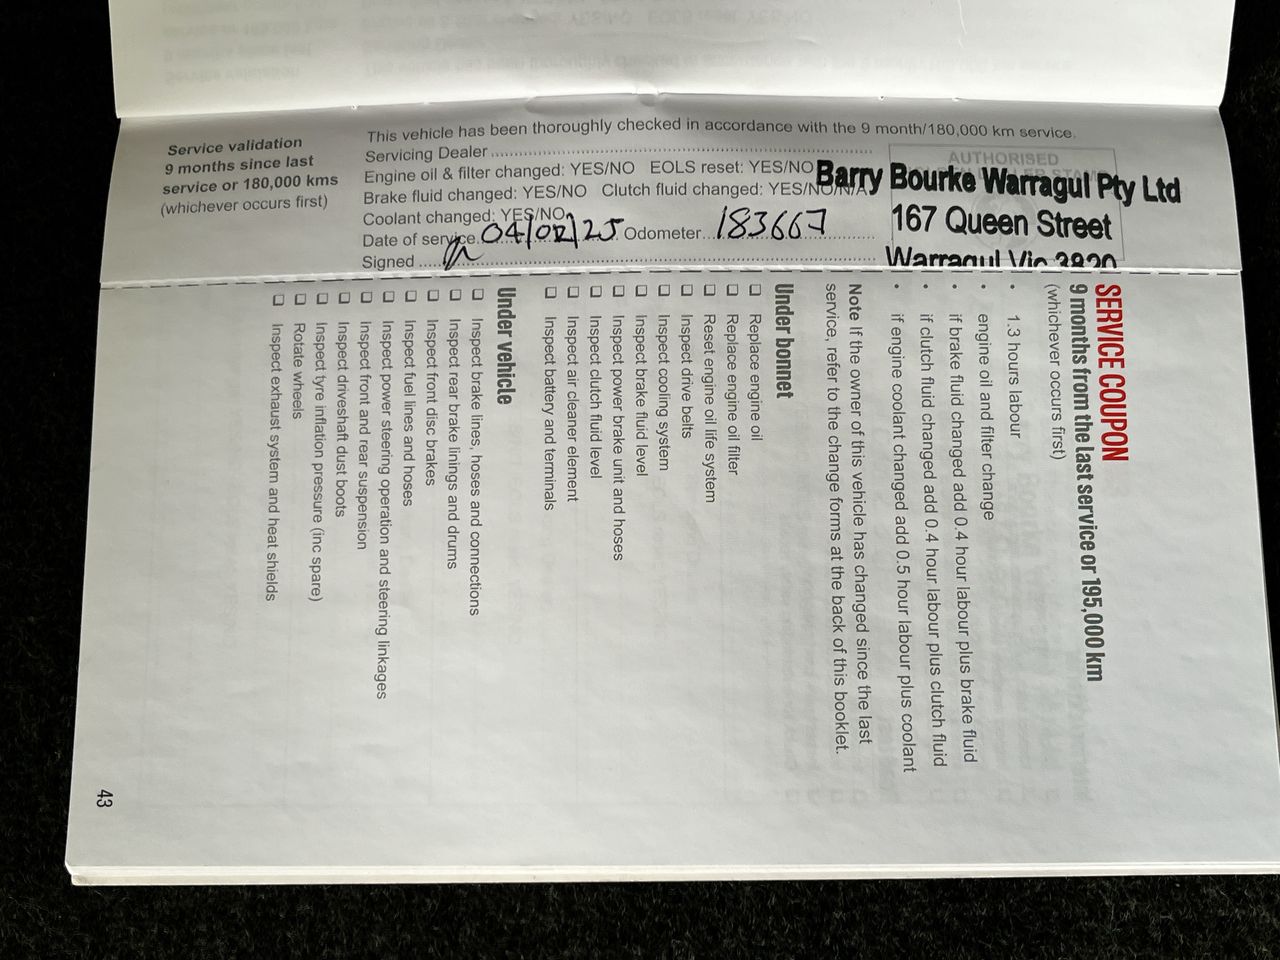 Service validation
9 months since last
service or 180,000 kms
(whichever occurs first)
This vehicle has been thoroughly checked in accordance with the 9 month/180,000 km service.
Servicing Dealer
Engine oil & filter changed: YES/NO EOLS reset: YES/NO
Brake fluid changed: YES/NO Clutch fluid changed: YES/NO/N/A
Coolant changed: YES/NO
Date of service 04/02/25 Odometer 183667
Signed
AUTHORISED
Barry Bourke Warragul Pty Ltd
167 Queen Street
Warragul Vic 3820
SERVICE COUPON
9 months from the last service or 195,000 km
(whichever occurs first)
• 1.3 hours labour
• engine oil and filter change
• if brake fluid changed add 0.4 hour labour plus brake fluid
• if clutch fluid changed add 0.4 hour labour plus clutch fluid
• if engine coolant changed add 0.5 hour labour plus coolant
Note If the owner of this vehicle has changed since the last
service, refer to the change forms at the back of this booklet.
Under bonnet
❏ Replace engine oil
❏ Replace engine oil filter
❏ Reset engine oil life system
❏ Inspect drive belts
❏ Inspect cooling system
❏ Inspect brake fluid level
❏ Inspect power brake unit and hoses
❏ Inspect clutch fluid level
❏ Inspect air cleaner element
❏ Inspect battery and terminals
Under vehicle
❏ Inspect brake lines, hoses and connections
❏ Inspect rear brake linings and drums
❏ Inspect front disc brakes
❏ Inspect fuel lines and hoses
❏ Inspect power steering operation and steering linkages
❏ Inspect front and rear suspension
❏ Inspect driveshaft dust boots
❏ Inspect tyre inflation pressure (inc spare)
❏ Rotate wheels
❏ Inspect exhaust system and heat shields
43